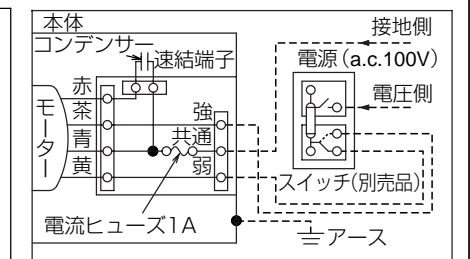 本体
コンデンサー
速結端子
接地側
電源(a.c.100V)
電圧側
モーター
赤
茶
青
黄
強
共通
弱
スイッチ(別売品)
電流ヒューズ1A
アース